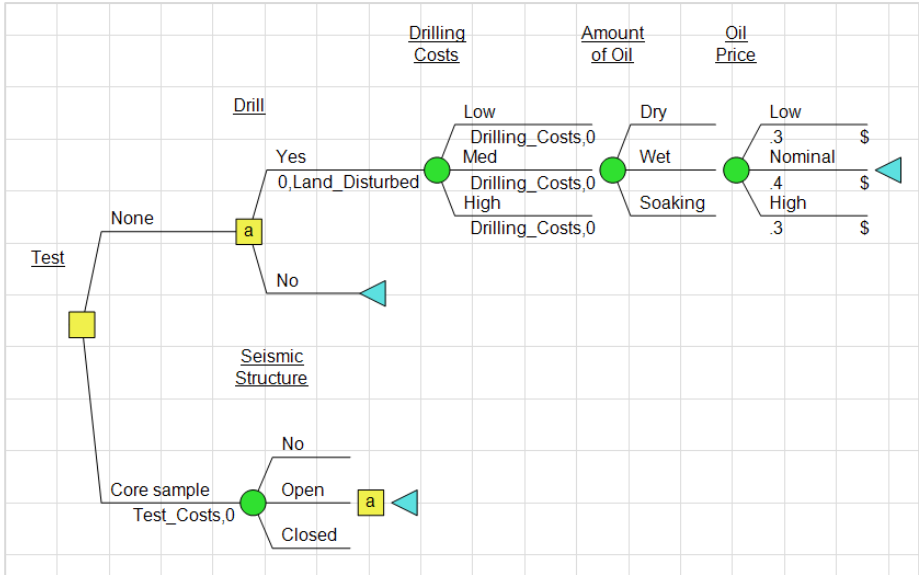 Drilling
Costs
Amount
of Oil
Oil
Price
Drill
Low
Dry
Low
Drilling_Costs,0
.3 $
Yes
Med
Wet
Nominal
0,Land_Disturbed
Drilling_Costs,0
.4 $
High
Soaking
High
Drilling_Costs,0
.3 $
None
a
Test
No
Seismic
Structure
No
Core sample
Open
a
Test_Costs,0
Closed